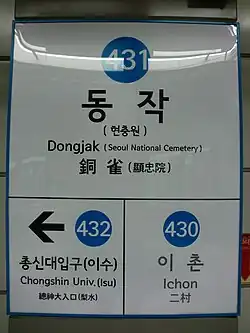 431
동작
(현충원)
Dongjak (Seoul National Cemetery)
銅雀 (顯忠院)
432
총신대입구(이수)
Chongshin Univ.(Isu)
總神大入口(梨水)
430
이촌
Ichon
二村